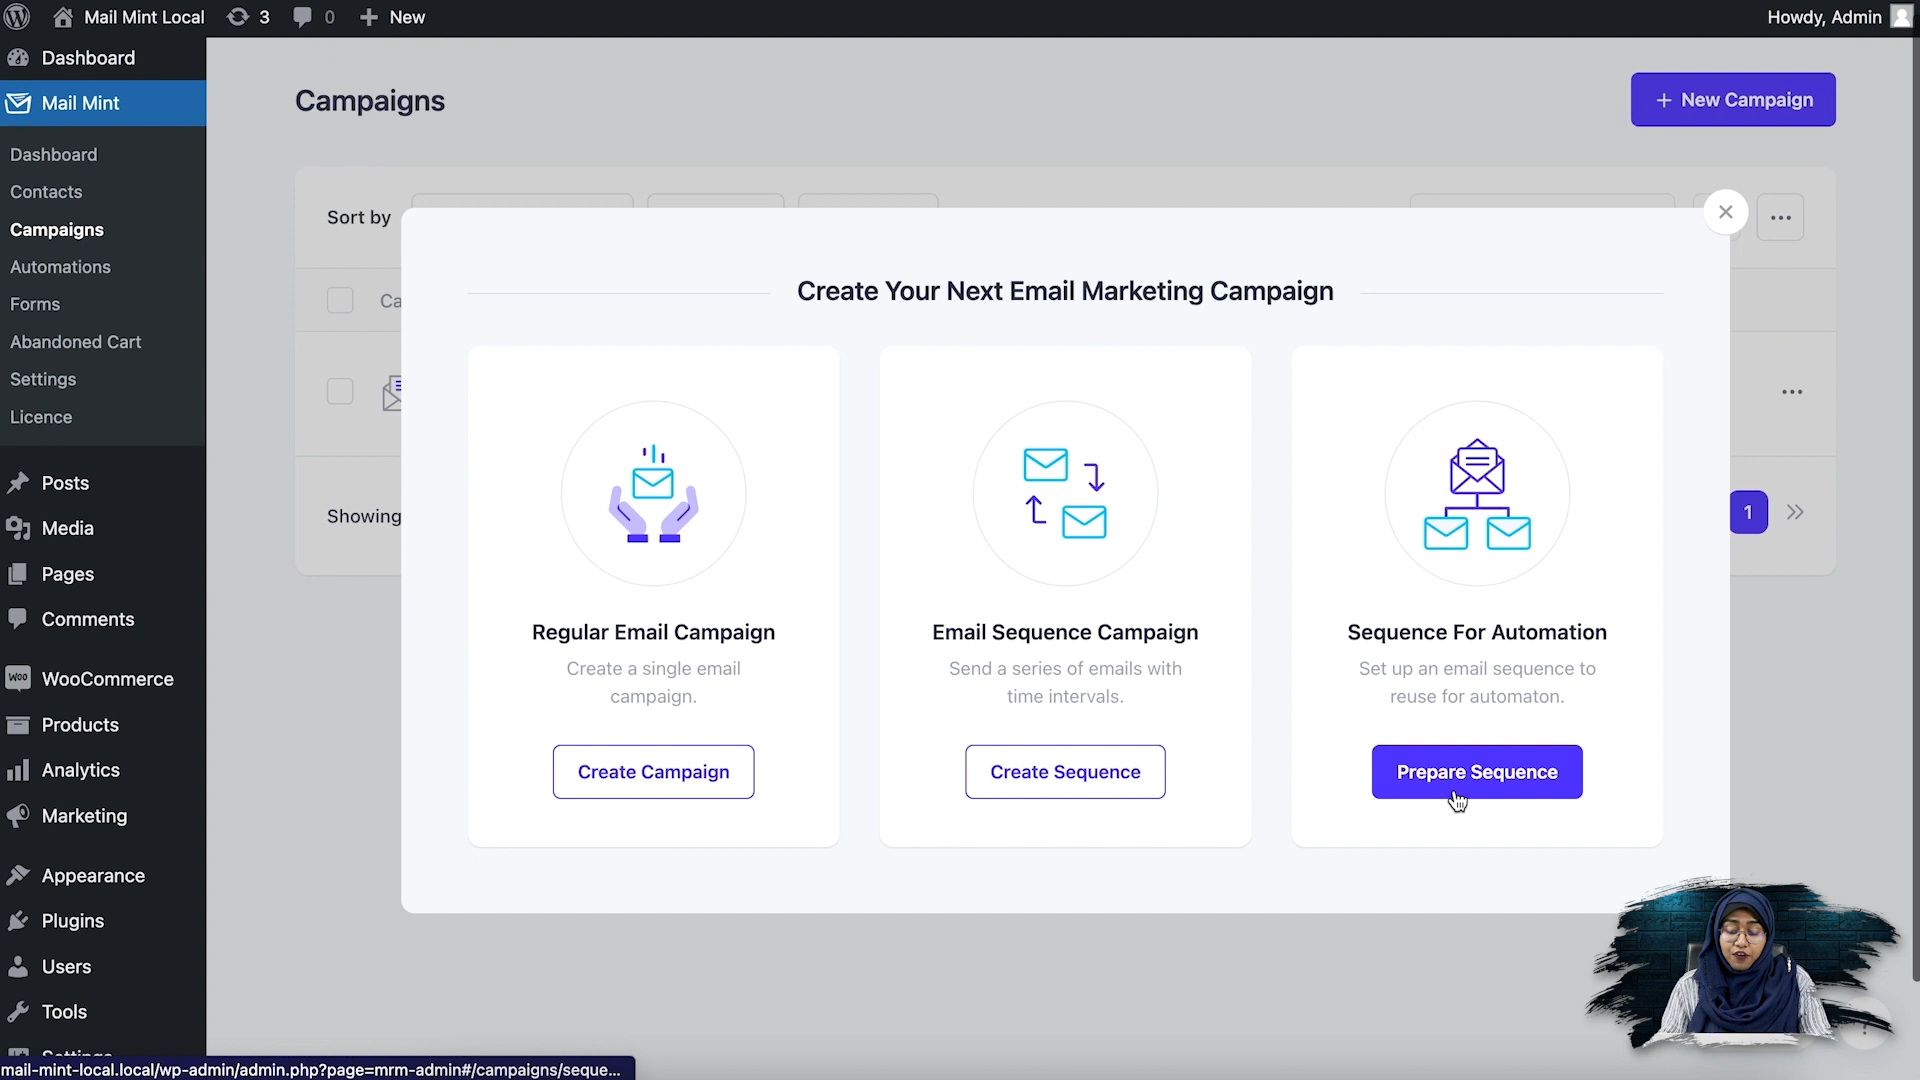 Mail Mint Local
3
0
New
Howdy, Admin
Dashboard
Mail Mint
Dashboard
Contacts
Campaigns
Automations
Forms
Abandoned Cart
Settings
Licence
Posts
Media
Pages
Comments
WOO
WooCommerce
Products
Analytics
Marketing
Appearance
Plugins
Users
Tools
mail-mint-local.local/wp-admin/admin.php?page=mrm-admin#/campaigns/seque...
Campaigns
+ New Campaign
Sort by
Ca
Showing
1
Create Your Next Email Marketing Campaign
Regular Email Campaign
Create a single email
campaign.
Create Campaign
Email Sequence Campaign
Send a series of emails with
time intervals.
Create Sequence
Sequence For Automation
Set up an email sequence to
reuse for automaton.
Prepare Sequence